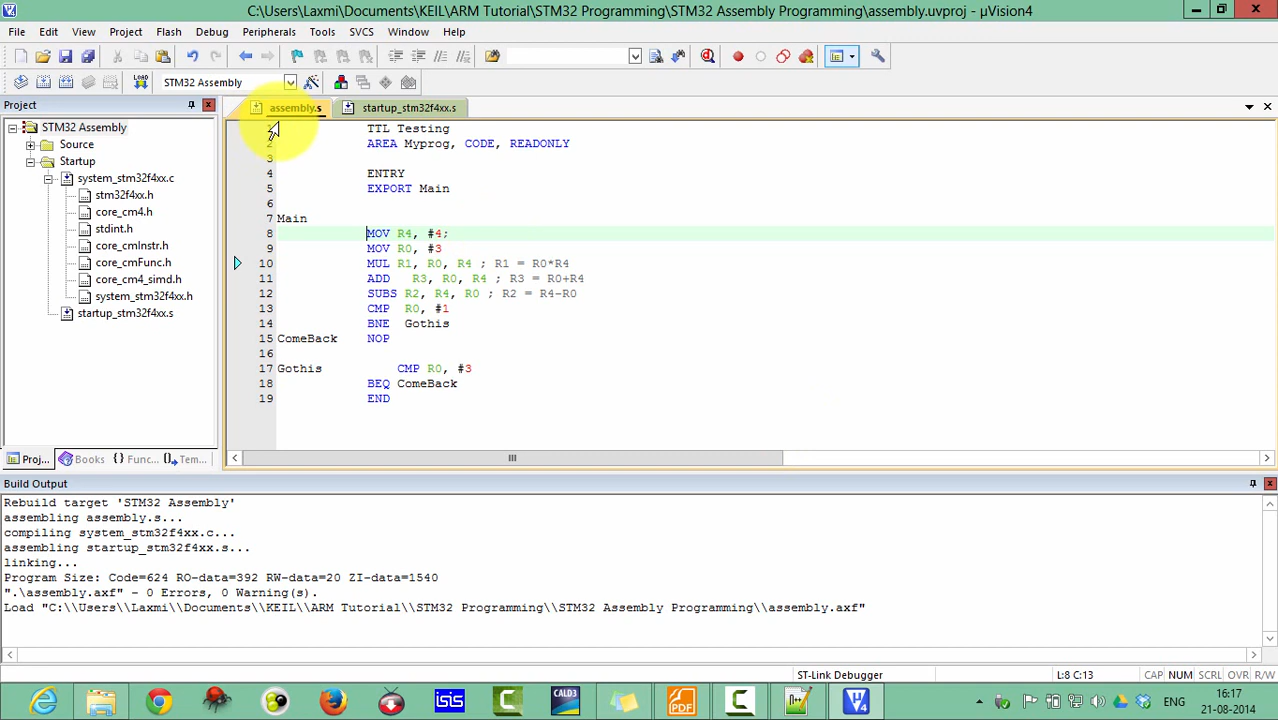 C:\Users\Laxmi\Documents\KEIL\ARM Tutorial\STM32 Programming\STM32 Assembly Programming\assembly.uvproj - µVision4
File Edit View Project Flash Debug Peripherals Tools SVCS Window Help
LOAD STM32 Assembly
Project
assembly.s startup_stm32f4xx.s
STM32 Assembly
Source
Startup
system_stm32f4xx.c
stm32f4xx.h
core_cm4.h
stdint.h
core_cmInstr.h
core_cmFunc.h
core_cm4_simd.h
system_stm32f4xx.h
startup_stm32f4xx.s
Proj... Books {} Func... Tem...
1 TTL Testing
2 AREA Myprog, CODE, READONLY
3
4 ENTRY
5 EXPORT Main
6
7 Main
8 MOV R4, #4;
9 MOV R0, #3
10 MUL R1, R0, R4 ; R1 = R0*R4
11 ADD R3, R0, R4 ; R3 = R0+R4
12 SUBS R2, R4, R0 ; R2 = R4-R0
13 CMP R0, #1
14 BNE Gothis
15 ComeBack NOP
16
17 Gothis CMP R0, #3
18 BEQ ComeBack
19 END
Build Output
Rebuild target 'STM32 Assembly'
assembling assembly.s...
compiling system_stm32f4xx.c...
assembling startup_stm32f4xx.s...
linking...
Program Size: Code=624 RO-data=392 RW-data=20 ZI-data=1540
".\assembly.axf" - 0 Errors, 0 Warning(s).
Load "C:\\Users\\Laxmi\\Documents\\KEIL\\ARM Tutorial\\STM32 Programming\\STM32 Assembly Programming\\assembly.axf"
ST-Link Debugger L:8 C:13 CAP NUM SCRL OVR R/W
isis CALD3 PDF ENG 16:17
21-08-2014